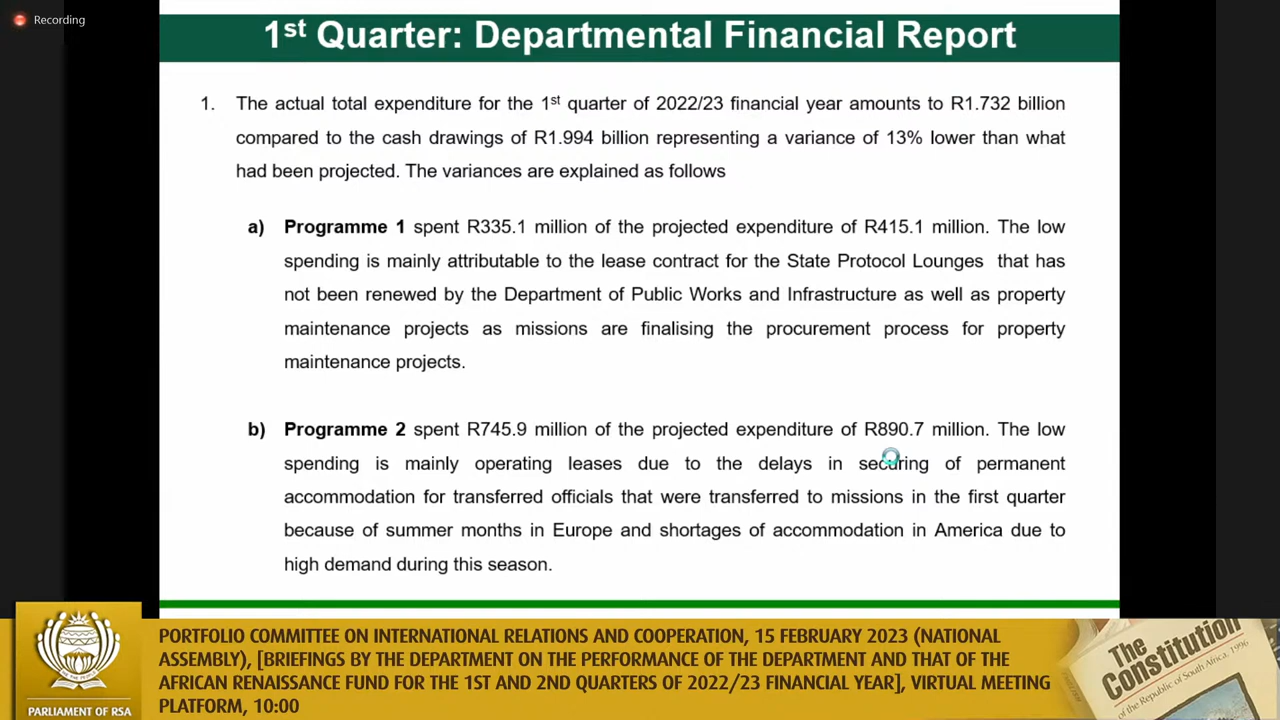 Recording
1st Quarter: Departmental Financial Report
1. The actual total expenditure for the 1st quarter of 2022/23 financial year amounts to R1.732 billion
compared to the cash drawings of R1.994 billion representing a variance of 13% lower than what
had been projected. The variances are explained as follows
a) Programme 1 spent R335.1 million of the projected expenditure of R415.1 million. The low
spending is mainly attributable to the lease contract for the State Protocol Lounges that has
not been renewed by the Department of Public Works and Infrastructure as well as property
maintenance projects as missions are finalising the procurement process for property
maintenance projects.
b) Programme 2 spent R745.9 million of the projected expenditure of R890.7 million. The low
spending is mainly operating leases due to the delays in securing of permanent
accommodation for transferred officials that were transferred to missions in the first quarter
because of summer months in Europe and shortages of accommodation in America due to
high demand during this season.
PORTFOLIO COMMITTEE ON INTERNATIONAL RELATIONS AND COOPERATION, 15 FEBRUARY 2023 (NATIONAL
ASSEMBLY), [BRIEFINGS BY THE DEPARTMENT ON THE PERFORMANCE OF THE DEPARTMENT AND THAT OF THE
AFRICAN RENAISSANCE FUND FOR THE 1ST AND 2ND QUARTERS OF 2022/23 FINANCIAL YEAR], VIRTUAL MEETING
PLATFORM, 10:00
PARLIAMENT OF RSA
The
Constitution
of the Republic of South Africa, 1996